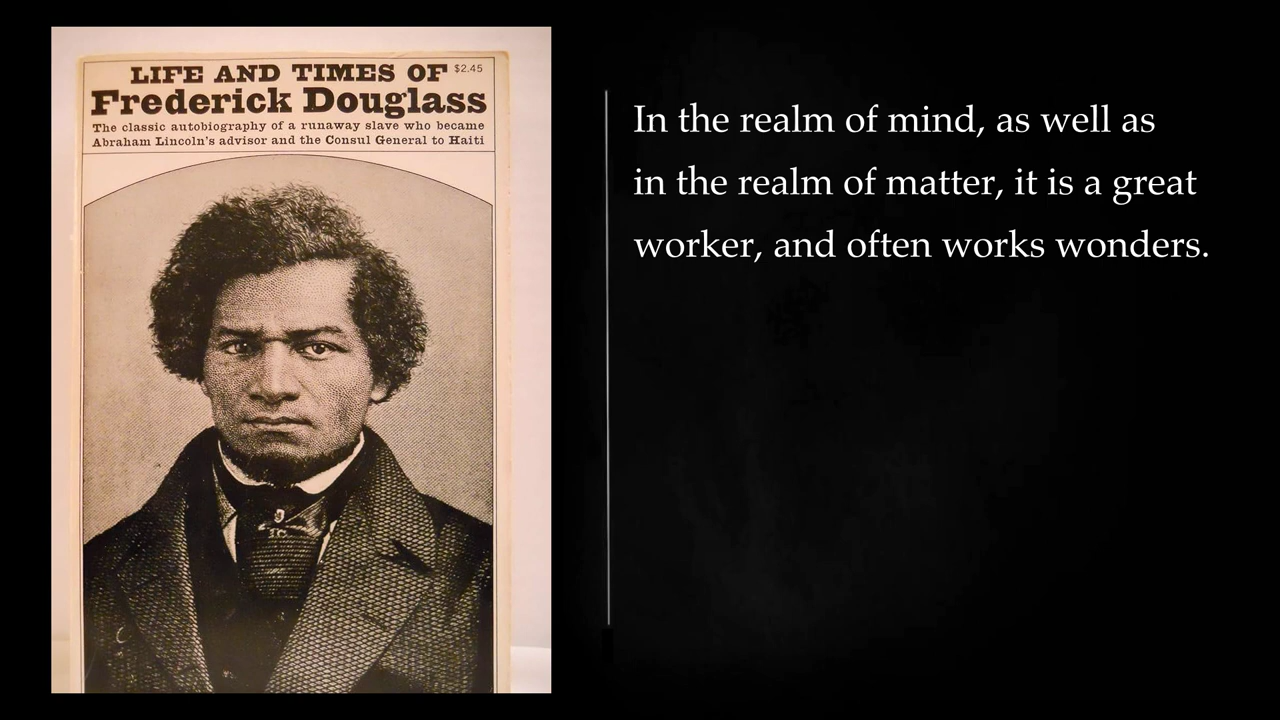 LIFE AND TIMES OF $2.45
Frederick Douglass
The classic autobiography of a runaway slave who became
Abraham Lincoln's advisor and the Consul General to Haiti
In the realm of mind, as well as
in the realm of matter, it is a great
worker, and often works wonders.